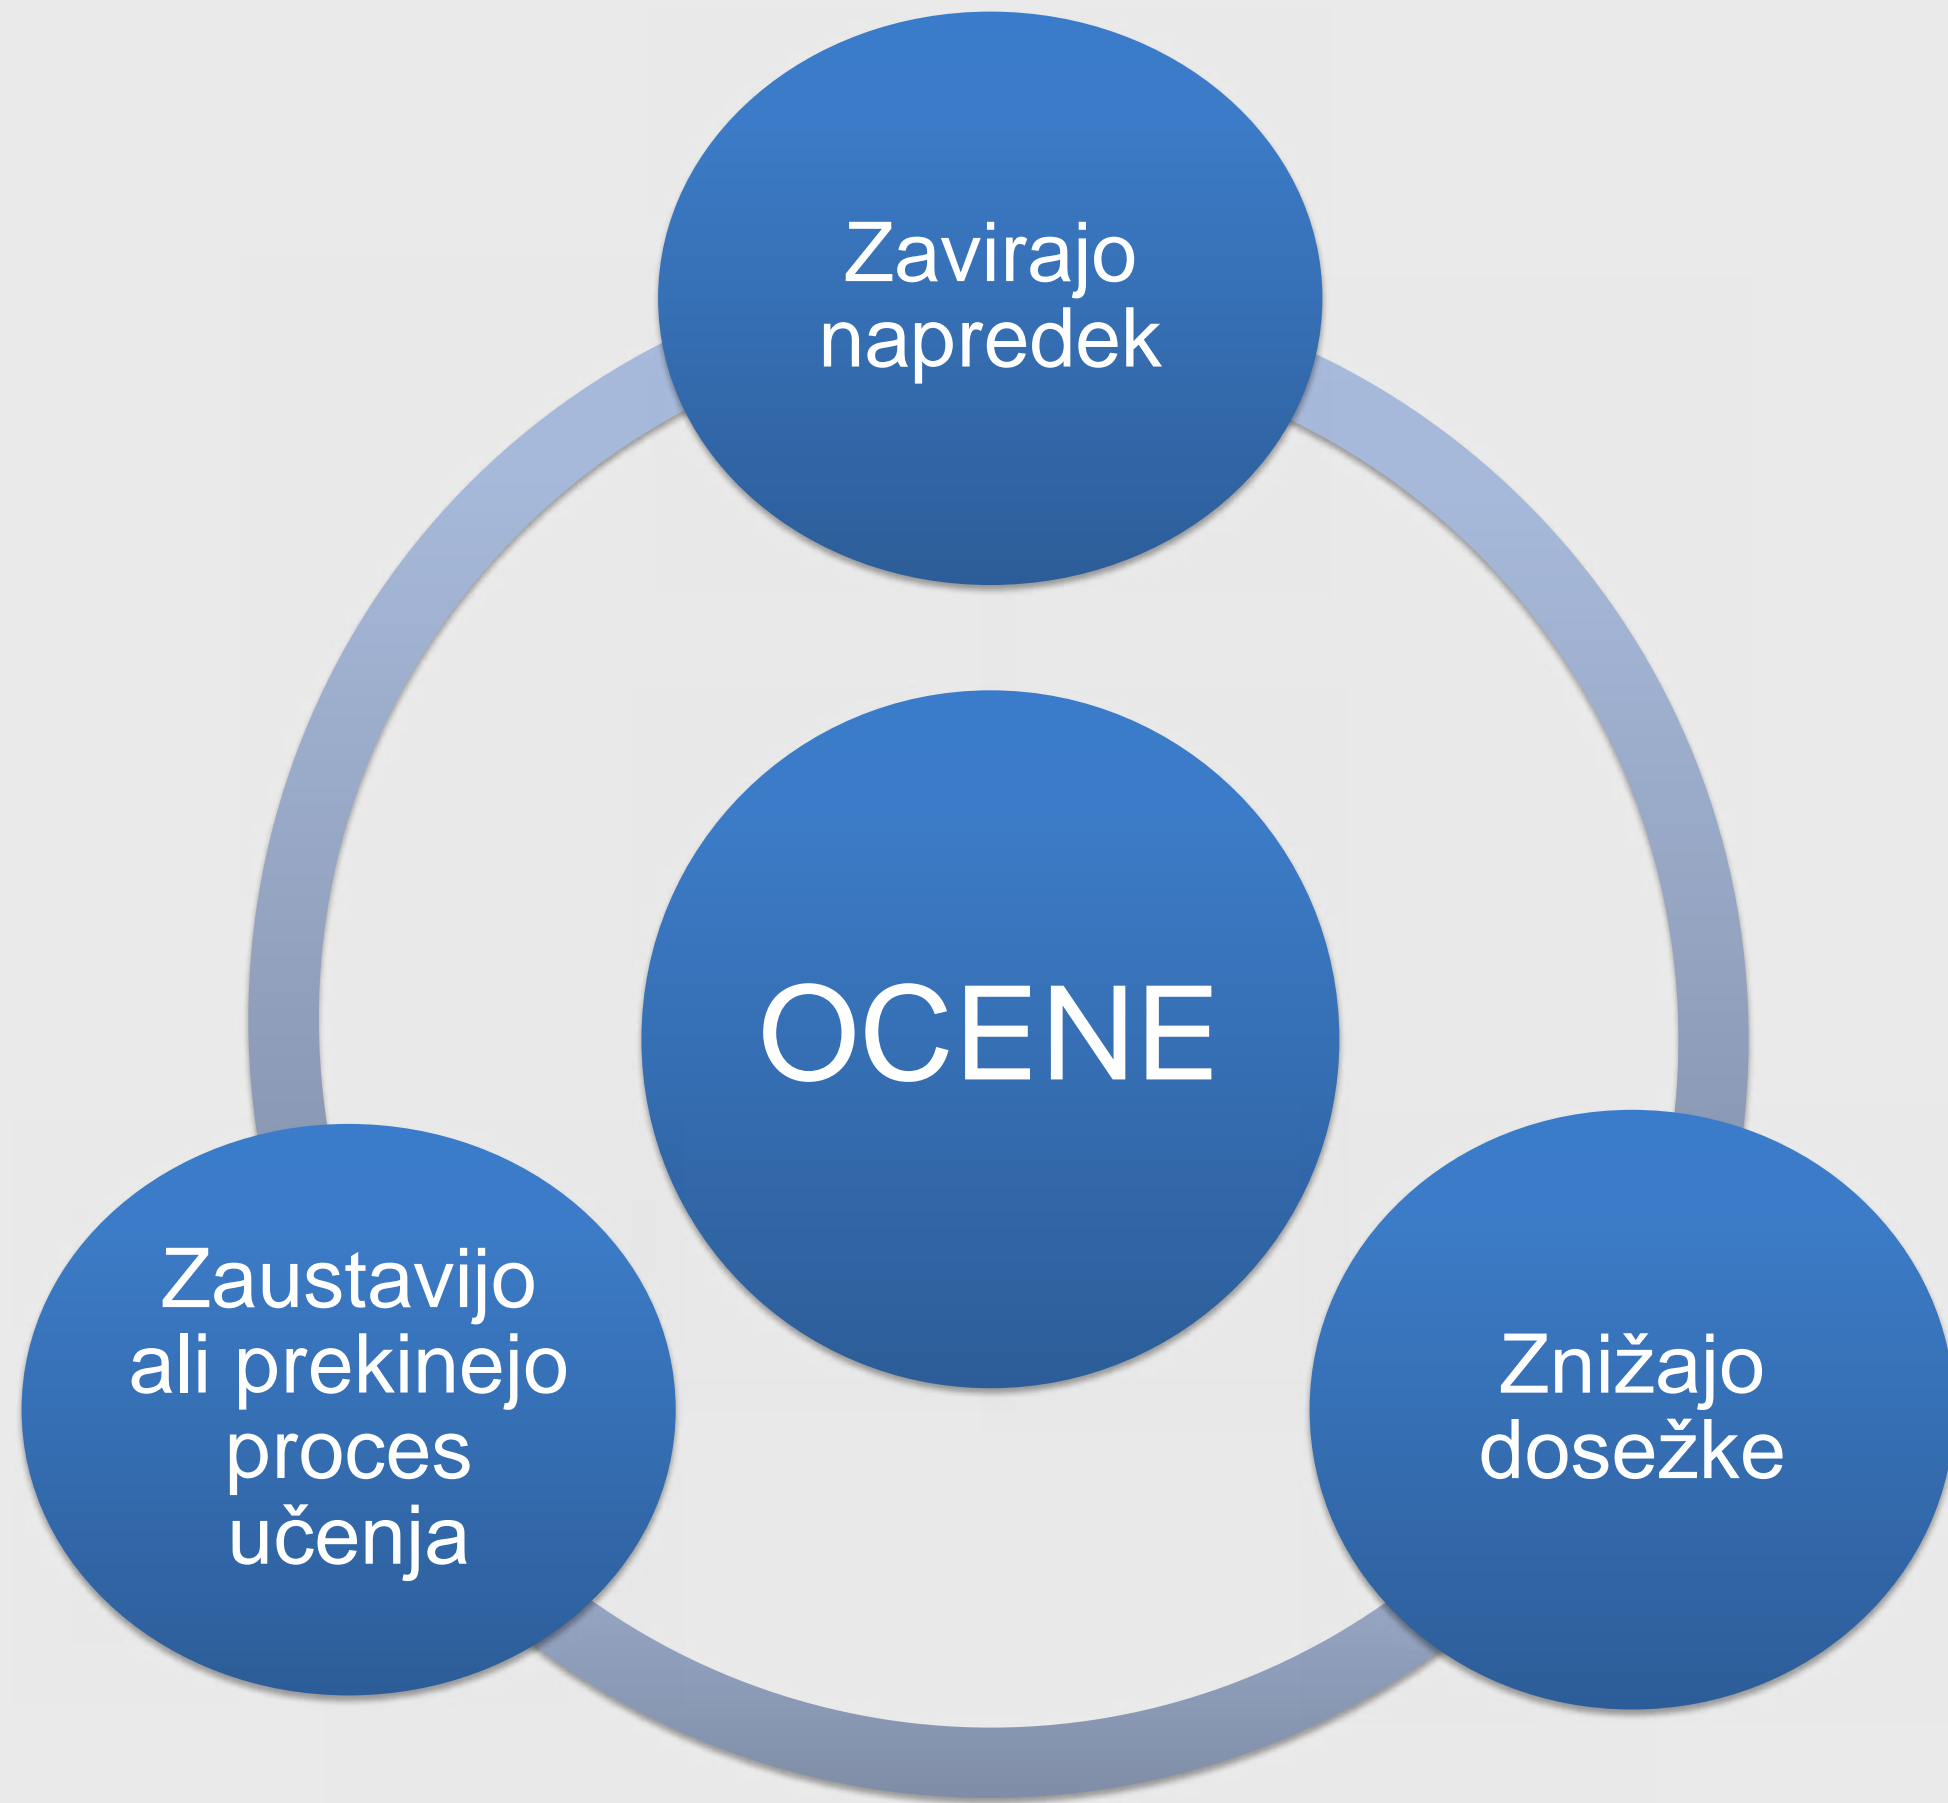 Zavirajo
napredek
OCENE
Zaustavijo
ali prekinejo
proces
učenja
Znižajo
dosežke